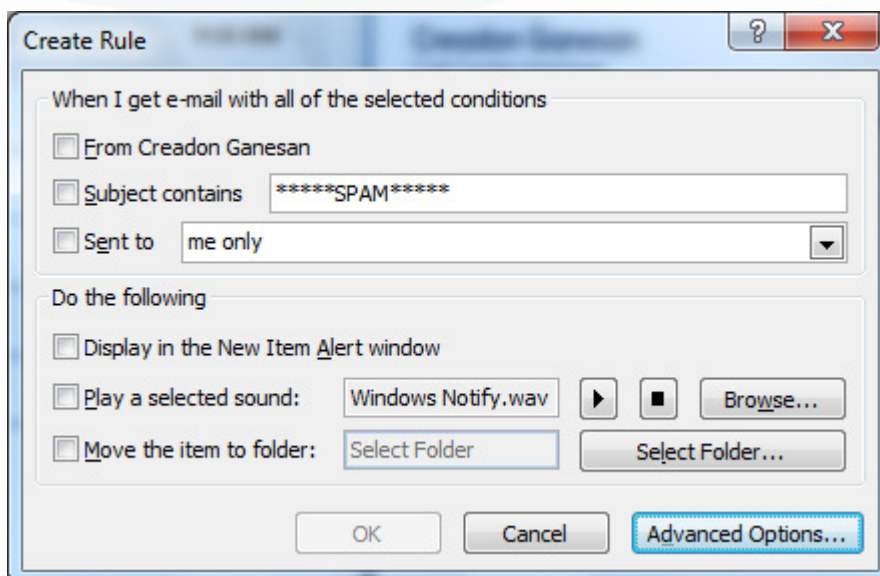 Create Rule
When I get e-mail with all of the selected conditions
From Creadon Ganesan
Subject contains *****SPAM*****
Sent to me only
Do the following
Display in the New Item Alert window
Play a selected sound: Windows Notify.wav Browse...
Move the item to folder: Select Folder Select Folder...
OK Cancel Advanced Options...